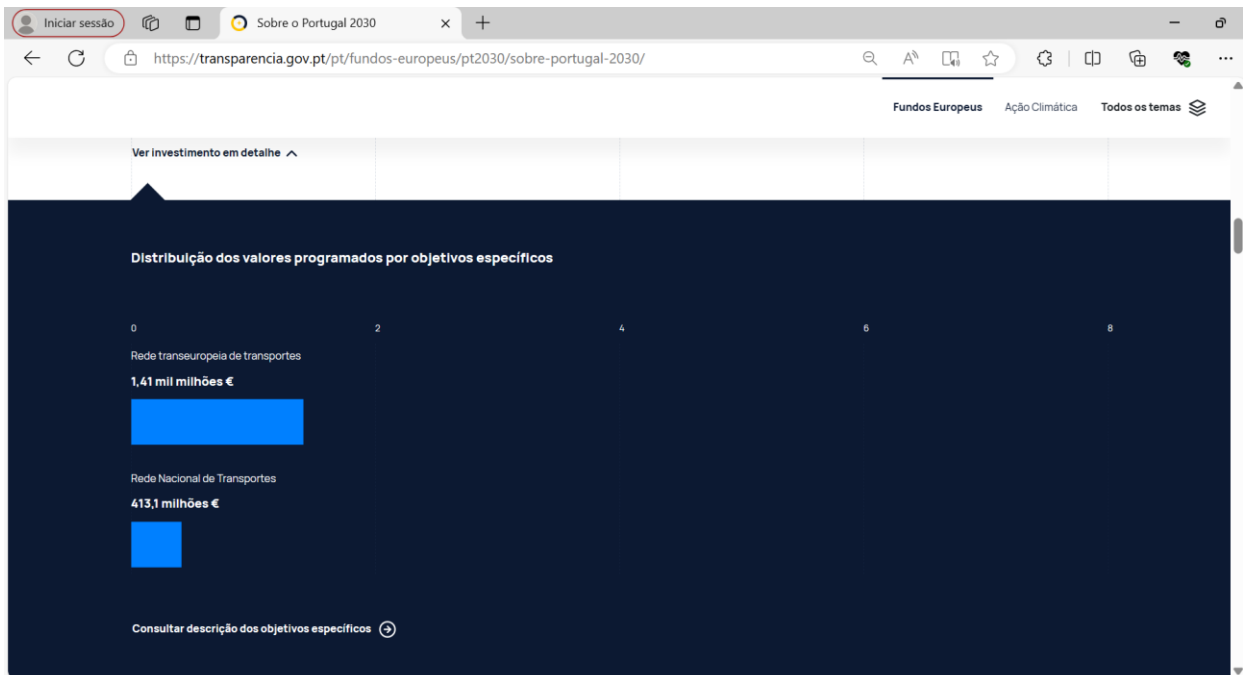 Iniciar sessão
Sobre o Portugal 2030
https://transparencia.gov.pt/pt/fundos-europeus/pt2030/sobre-portugal-2030/
Fundos Europeus
Ação Climática
Todos os temas
Ver investimento em detalhe
Distribuição dos valores programados por objetivos específicos
0 2 4 6 8
Rede transeuropeia de transportes
1,41 mil milhões €
Rede Nacional de Transportes
413,1 milhões €
Consultar descrição dos objetivos específicos